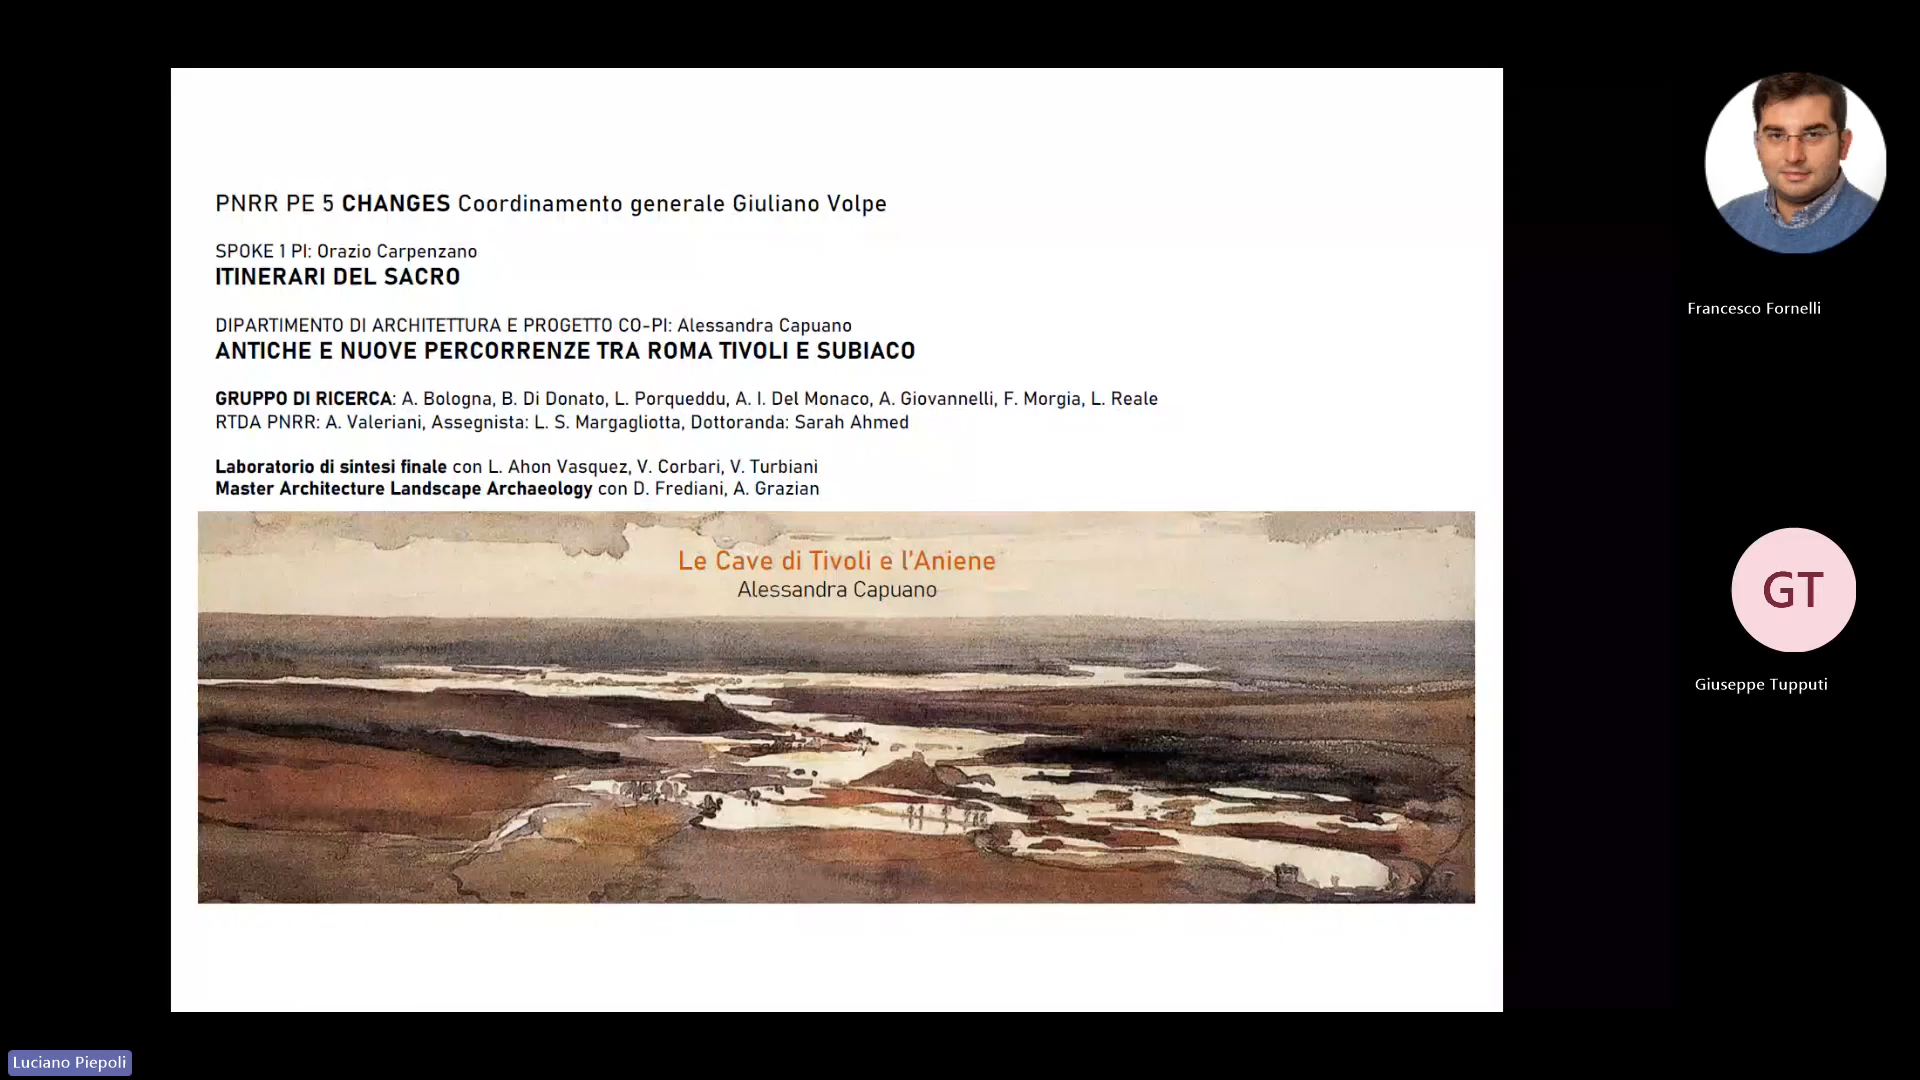 PNRR PE 5 CHANGES Coordinamento generale Giuliano Volpe
SPOKE 1 PI: Orazio Carpenzano
ITINERARI DEL SACRO
DIPARTIMENTO DI ARCHITETTURA E PROGETTO CO-PI: Alessandra Capuano
ANTICHE E NUOVE PERCORRENZE TRA ROMA TIVOLI E SUBIACO
GRUPPO DI RICERCA: A. Bologna, B. Di Donato, L. Porqueddu, A. I. Del Monaco, A. Giovannelli, F. Morgia, L. Reale
RTDA PNRR: A. Valeriani, Assegnista: L. S. Margagliotta, Dottoranda: Sarah Ahmed
Laboratorio di sintesi finale con L. Ahon Vasquez, V. Corbari, V. Turbiani
Master Architecture Landscape Archaeology con D. Frediani, A. Grazian
Le Cave di Tivoli e l'Aniene
Alessandra Capuano
Francesco Fornelli
GT
Giuseppe Tupputi
Luciano Piepoli